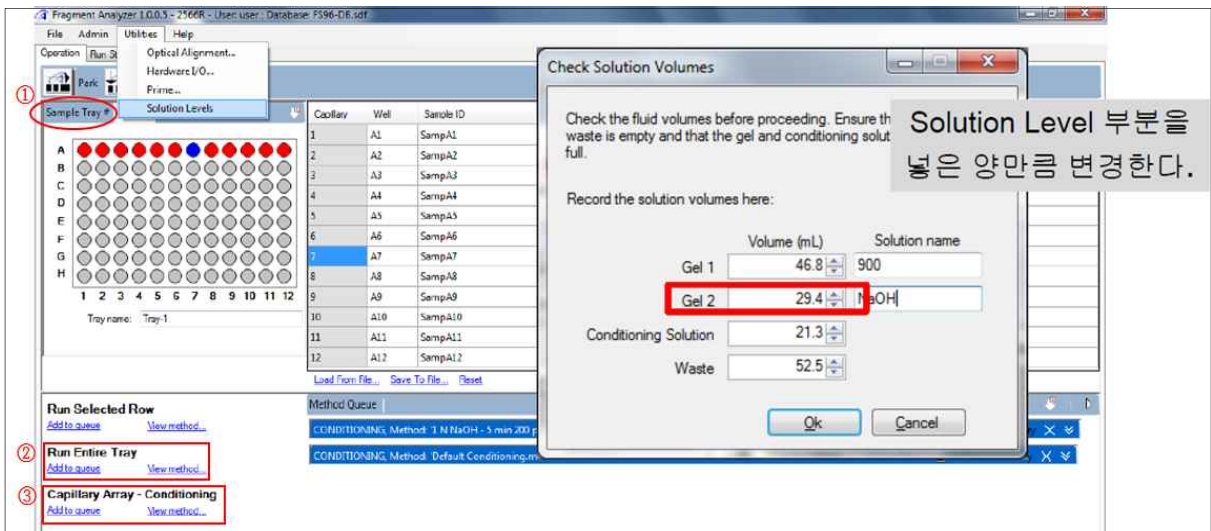 Fragment Analyzer 1.0.0.5 - 2566R - User: user : Database: FS96-DB.sdf
File Admin Utilities Help
Operation Run St
Optical Alignment...
Hardware I/O...
Prime...
Solution Levels
Park
①
Sample Tray #
A
B
C
D
E
F
G
H
1 2 3 4 5 6 7 8 9 10 11 12
Tray name: Tray-1
Capillary Well Sample ID
1 A1 SampA1
2 A2 SampA2
3 A3 SampA3
4 A4 SampA4
5 A5 SampA5
6 A6 SampA6
7 A7 SampA7
8 A8 SampA8
9 A9 SampA9
10 A10 SampA10
11 A11 SampA11
12 A12 SampA12
Load From File... Save To File... Reset
Check Solution Volumes
Check the fluid volumes before proceeding. Ensure th
waste is empty and that the gel and conditioning solut
full.
Solution Level 부분을
넣은 양만큼 변경한다.
Record the solution volumes here:
Volume (mL) Solution name
Gel 1 46.8 900
Gel 2 29.4 NaOH
Conditioning Solution 21.3
Waste 52.5
Ok Cancel
Run Selected Row
Add to queue View method...
② Run Entire Tray
Add to queue View method...
③ Capillary Array - Conditioning
Add to queue View method...
Method Queue
CONDITIONING, Method: '1 N NaOH - 5 min 200 p
CONDITIONING, Method: 'Default Conditioning.m